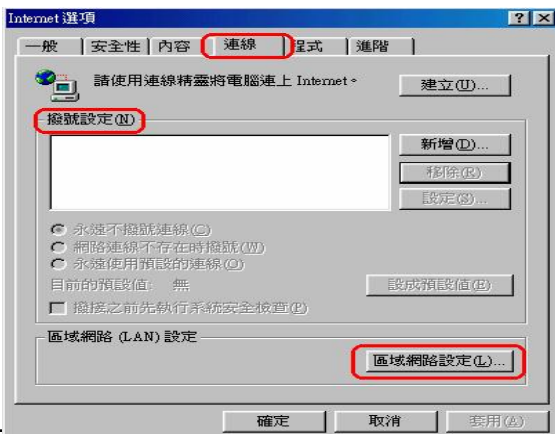 Internet 選項
一般 安全性 內容 連線 程式 進階
請使用連線精靈將電腦連上 Internet。
建立(U)...
撥號設定(N)
新增(D)...
移除(R)
設定(S)...
永遠不撥號連線(C)
網路連線不存在時撥號(W)
永遠使用預設的連線(O)
目前的預設值: 無
設成預設值(E)
撥接之前先執行系統安全檢查(P)
區域網路 (LAN) 設定
區域網路設定(L)...
確定 取消 套用(A)